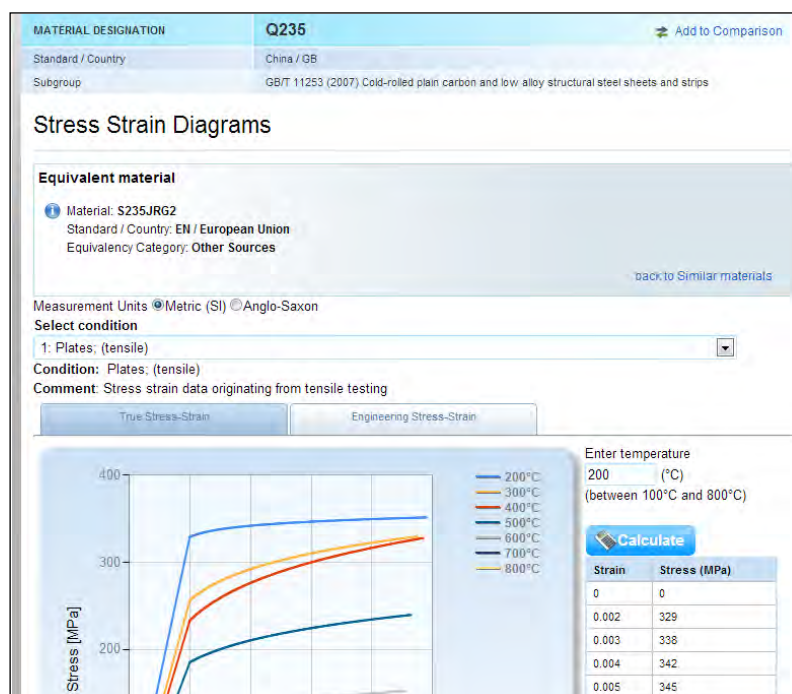 MATERIAL DESIGNATION Q235 Add to Comparison
Standard / Country China / GB
Subgroup GB/T 11253 (2007) Cold-rolled plain carbon and low alloy structural steel sheets and strips
Stress Strain Diagrams
Equivalent material
Material: S235JRG2
Standard / Country: EN / European Union
Equivalency Category: Other Sources
back to Similar materials
Measurement Units Metric (SI) Anglo-Saxon
Select condition
1: Plates; (tensile)
Condition: Plates; (tensile)
Comment: Stress strain data originating from tensile testing
True Stress-Strain Engineering Stress-Strain
Enter temperature
200 (°C)
(between 100°C and 800°C)
Calculate
Strain Stress (MPa)
0 0
0.002 329
0.003 338
0.004 342
0.005 345
400
300
200
Stress [MPa]
200°C
300°C
400°C
500°C
600°C
700°C
800°C